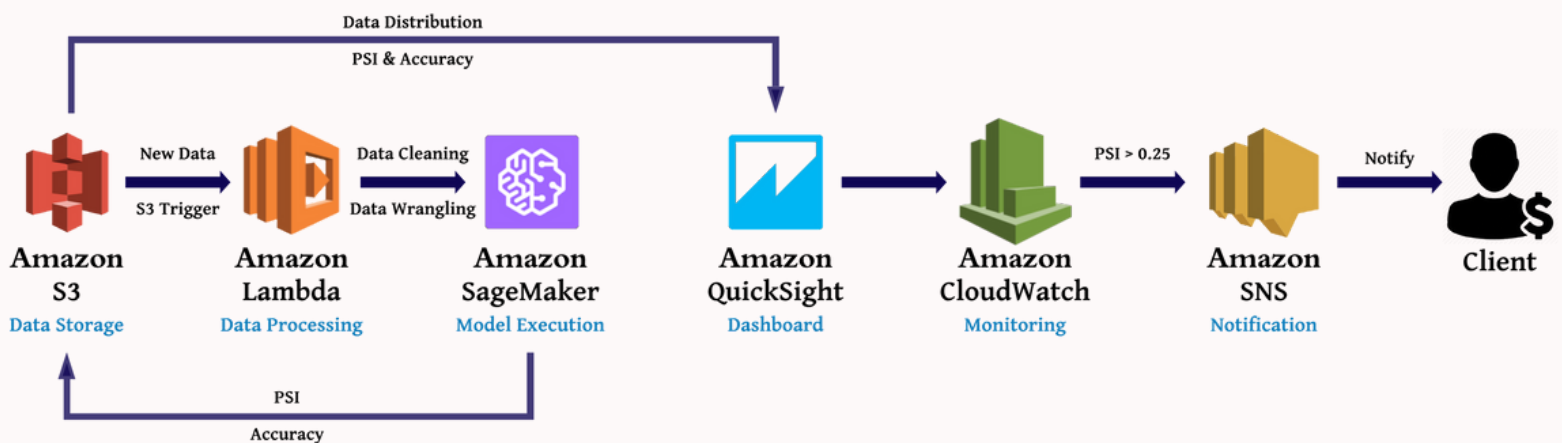 Data Distribution
PSI & Accuracy
New Data
S3 Trigger
Data Cleaning
Data Wrangling
PSI > 0.25
Notify
Amazon
S3
Data Storage
Amazon
Lambda
Data Processing
Amazon
SageMaker
Model Execution
Amazon
QuickSight
Dashboard
Amazon
CloudWatch
Monitoring
Amazon
SNS
Notification
$
Client
PSI
Accuracy